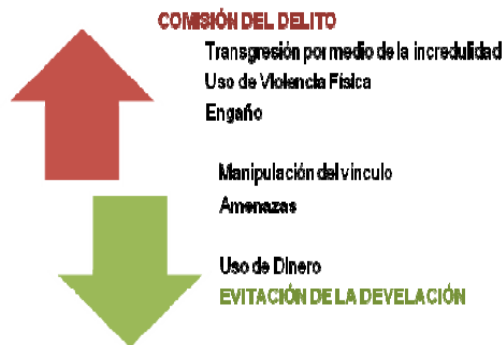 COMISIÓN DEL DELITO
Transgresión por medio de la incredulidad
Uso de Violencia Física
Engaño
Manipulación del vínculo
Amenazas
Uso de Dinero
EVITACIÓN DE LA DEVELACIÓN